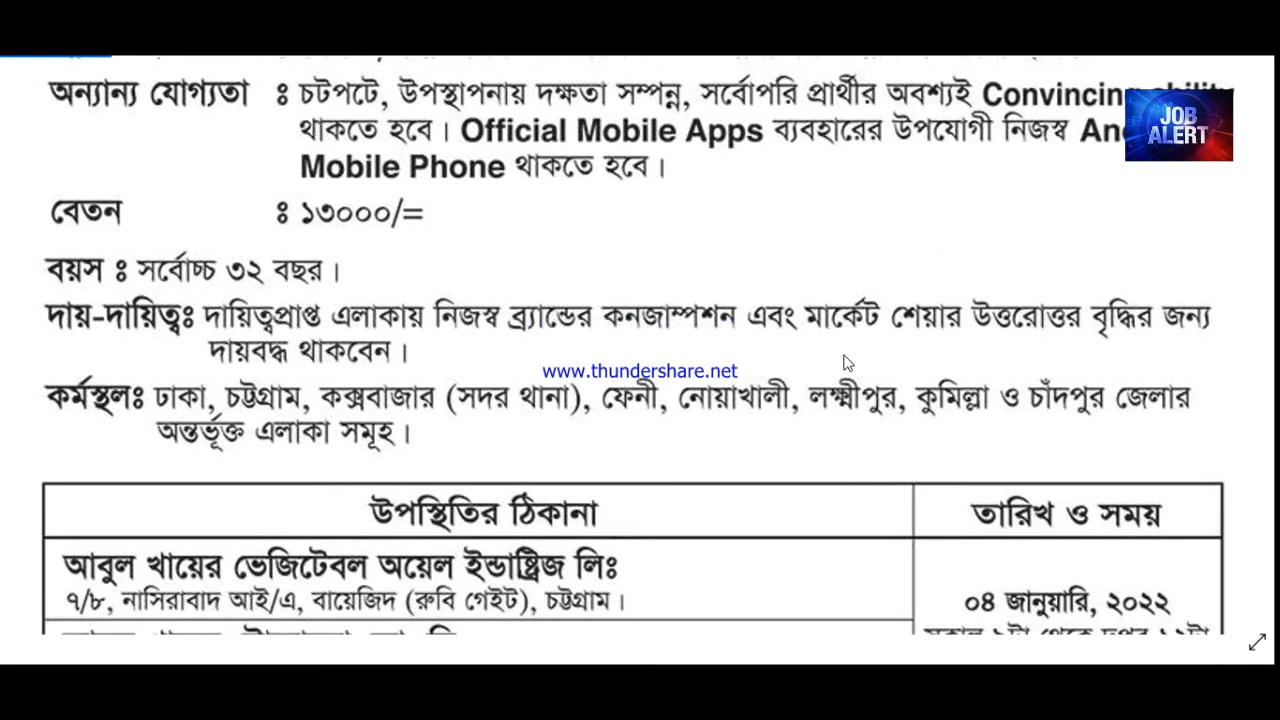 অন্যান্য যোগ্যতা ঃ চটপটে, উপস্থাপনায় দক্ষতা সম্পন্ন, সর্বোপরি প্রার্থীর অবশ্যই Convincing ability
থাকতে হবে। Official Mobile Apps ব্যবহারের উপযোগী নিজস্ব
JOB
ALERT
Mobile Phone থাকতে হবে।
বেতন ঃ ১৩০০০/=
বয়স ঃ সর্বোচ্চ ৩২ বছর।
দায়-দায়িত্বঃ দায়িত্বপ্রাপ্ত এলাকায় নিজস্ব ব্র্যান্ডের কনজাম্পশন এবং মার্কেট শেয়ার উত্তরোত্তর বৃদ্ধির জন্য
দায়বদ্ধ থাকবেন।
www.thundershare.net
কর্মস্থলঃ ঢাকা, চট্টগ্রাম, কক্সবাজার (সদর থানা), ফেনী, নোয়াখালী, লক্ষ্মীপুর, কুমিল্লা ও চাঁদপুর জেলার
অন্তর্ভূক্ত এলাকা সমূহ।
উপস্থিতির ঠিকানা
তারিখ ও সময়
আবুল খায়ের ভেজিটেবল অয়েল ইন্ডাষ্ট্রিজ লিঃ
৭/৮, নাসিরাবাদ আই/এ, বায়েজিদ (রুবি গেইট), চট্টগ্রাম।
০৪ জানুয়ারি, ২০২২